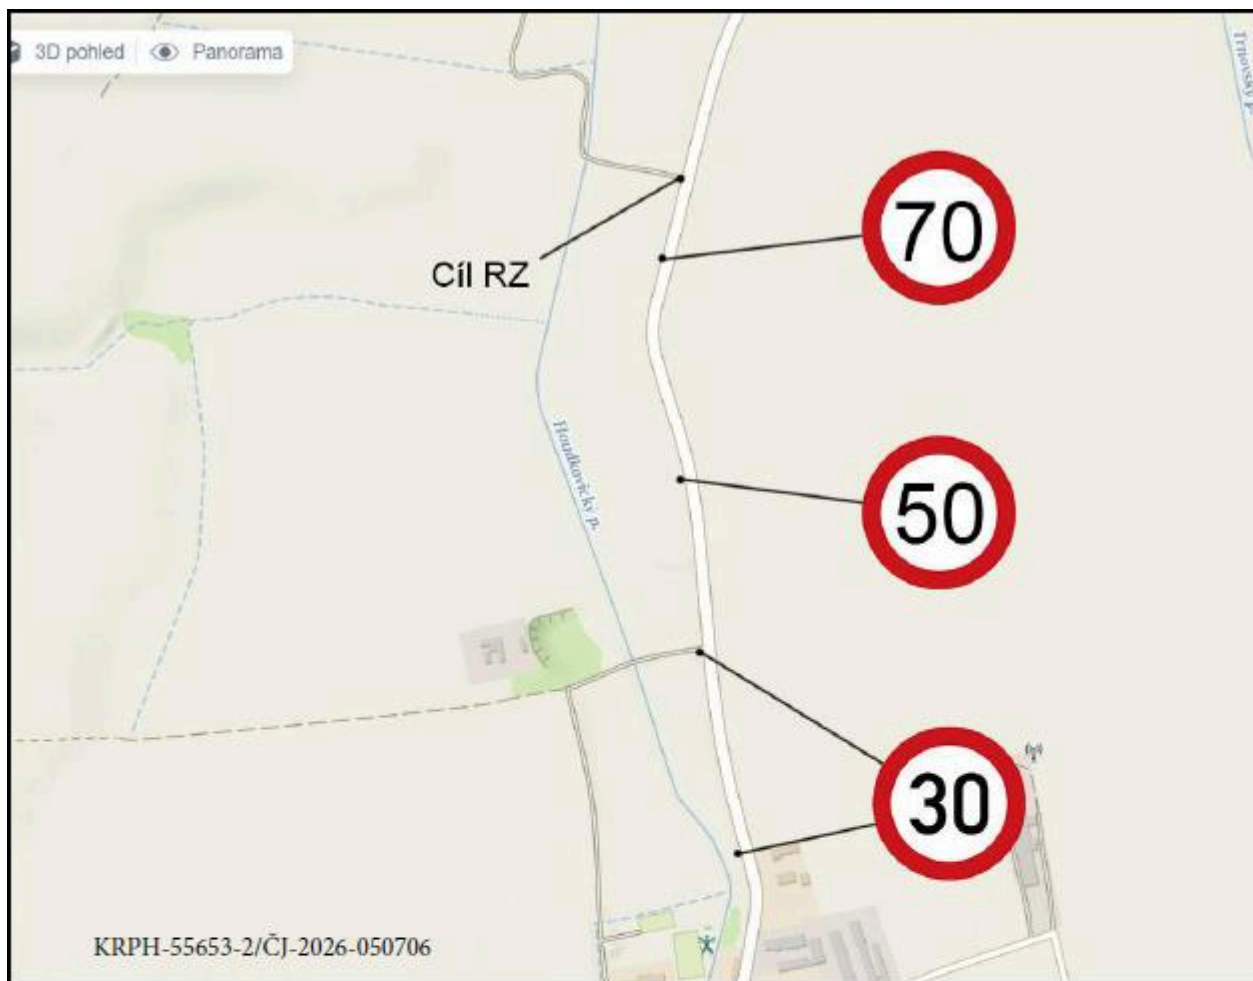 3D pohled Panorama
Trnovský p.
70
Cíl RZ
50
Houdkovický p.
30
KRPH-55653-2/ČJ-2026-050706